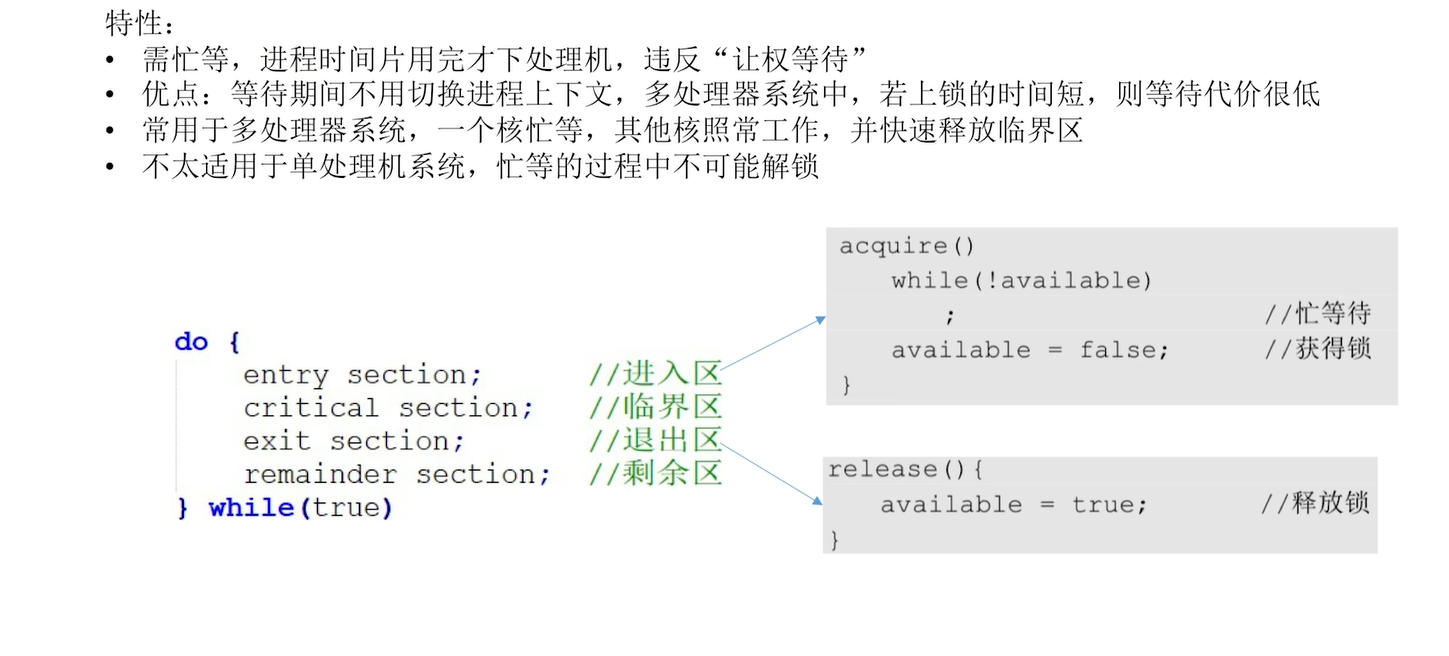 特性：
• 需忙等，进程时间片用完才下处理机，违反“让权等待”
• 优点：等待期间不用切换进程上下文，多处理器系统中，若上锁的时间短，则等待代价很低
• 常用于多处理器系统，一个核忙等，其他核照常工作，并快速释放临界区
• 不太适用于单处理机系统，忙等的过程中不可能解锁
do {
entry section; //进入区
critical section; //临界区
exit section; //退出区
remainder section; //剩余区
} while(true)
acquire()
while(!available)
; //忙等待
available = false; //获得锁
}
release(){
available = true; //释放锁
}